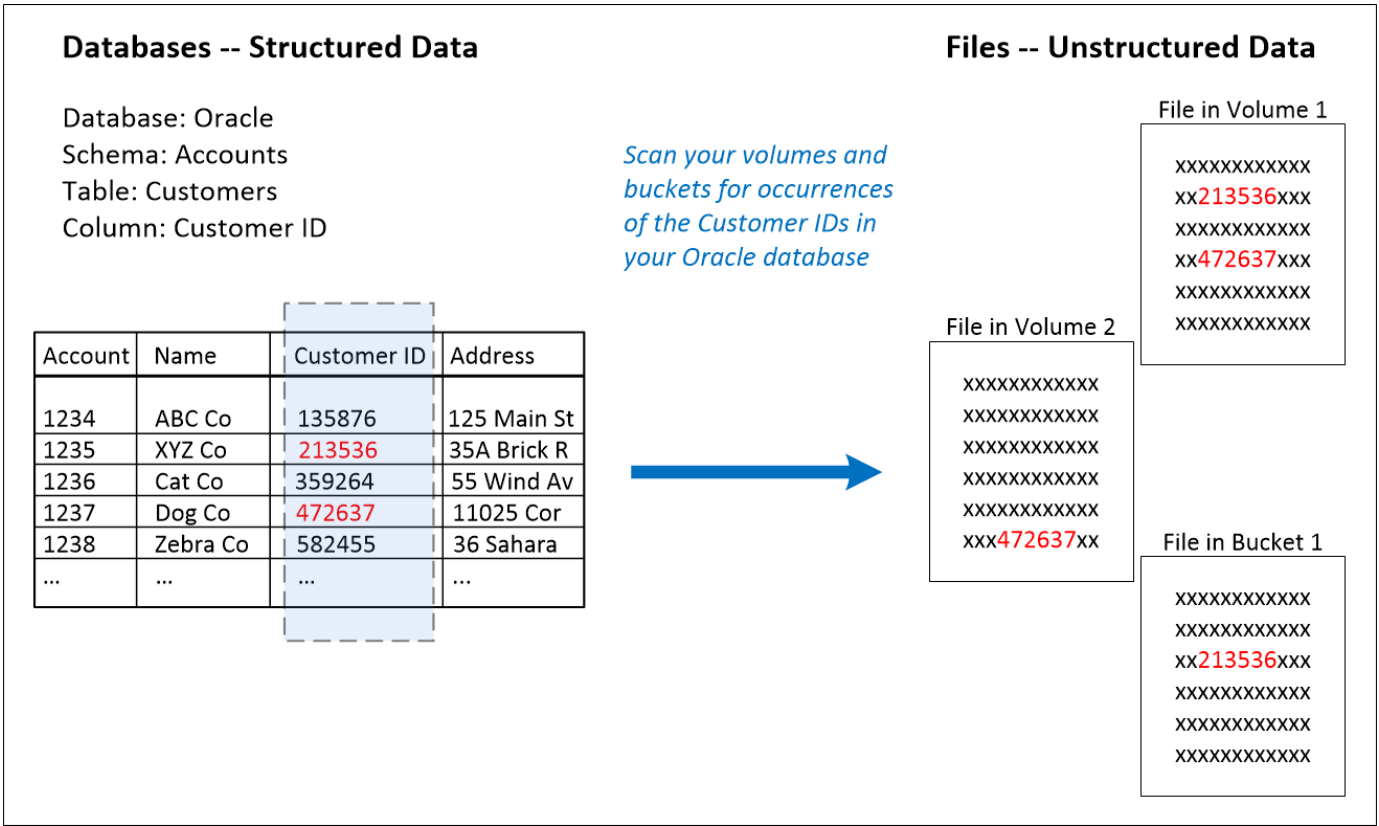 Databases -- Structured Data
Database: Oracle
Schema: Accounts
Table: Customers
Column: Customer ID
Account Name Customer ID Address
1234 ABC Co 135876 125 Main St
1235 XYZ Co 213536 35A Brick R
1236 Cat Co 359264 55 Wind Av
1237 Dog Co 472637 11025 Cor
1238 Zebra Co 582455 36 Sahara
... ... ... ...
Scan your volumes and
buckets for occurrences
of the Customer IDs in
your Oracle database
Files -- Unstructured Data
File in Volume 1
xxxxxxxxxxxx
xx213536xxx
xxxxxxxxxxxx
xx472637xxx
xxxxxxxxxxxx
xxxxxxxxxxxx
File in Volume 2
xxxxxxxxxxxx
xxxxxxxxxxxx
xxxxxxxxxxxx
xxxxxxxxxxxx
xxxxxxxxxxxx
xxx472637xx
File in Bucket 1
xxxxxxxxxxxx
xxxxxxxxxxxx
xx213536xxx
xxxxxxxxxxxx
xxxxxxxxxxxx
xxxxxxxxxxxx